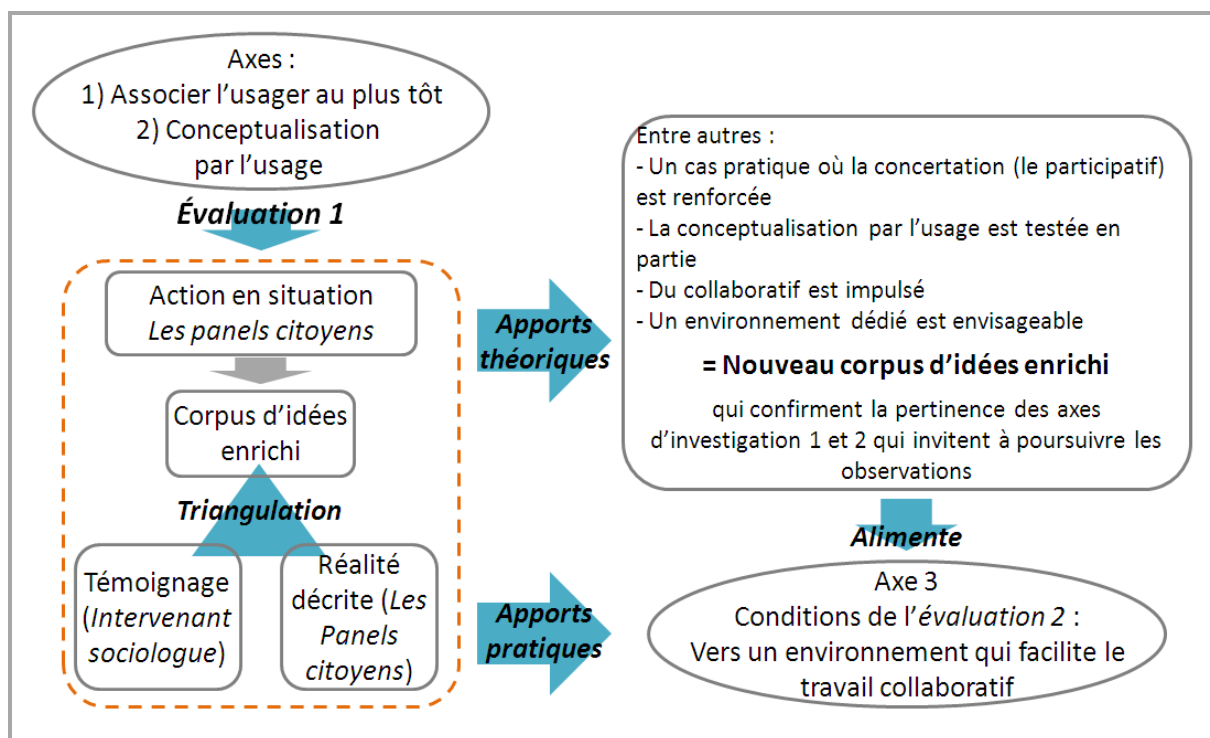 Axes :
1) Associer l'usager au plus tôt
2) Conceptualisation
par l'usage
Évaluation 1
Action en situation
Les panels citoyens
Corpus d'idées
enrichi
Triangulation
Témoignage
(Intervenant
sociologue)
Réalité
décrite (Les
Panels
citoyens)
Apports
théoriques
Apports
pratiques
Entre autres :
- Un cas pratique où la concertation (le participatif)
est renforcée
- La conceptualisation par l'usage est testée en
partie
- Du collaboratif est impulsé
- Un environnement dédié est envisageable
= Nouveau corpus d'idées enrichi
qui confirment la pertinence des axes
d'investigation 1 et 2 qui invitent à poursuivre les
observations
Alimente
Axe 3
Conditions de l'évaluation 2 :
Vers un environnement qui facilite le
travail collaboratif